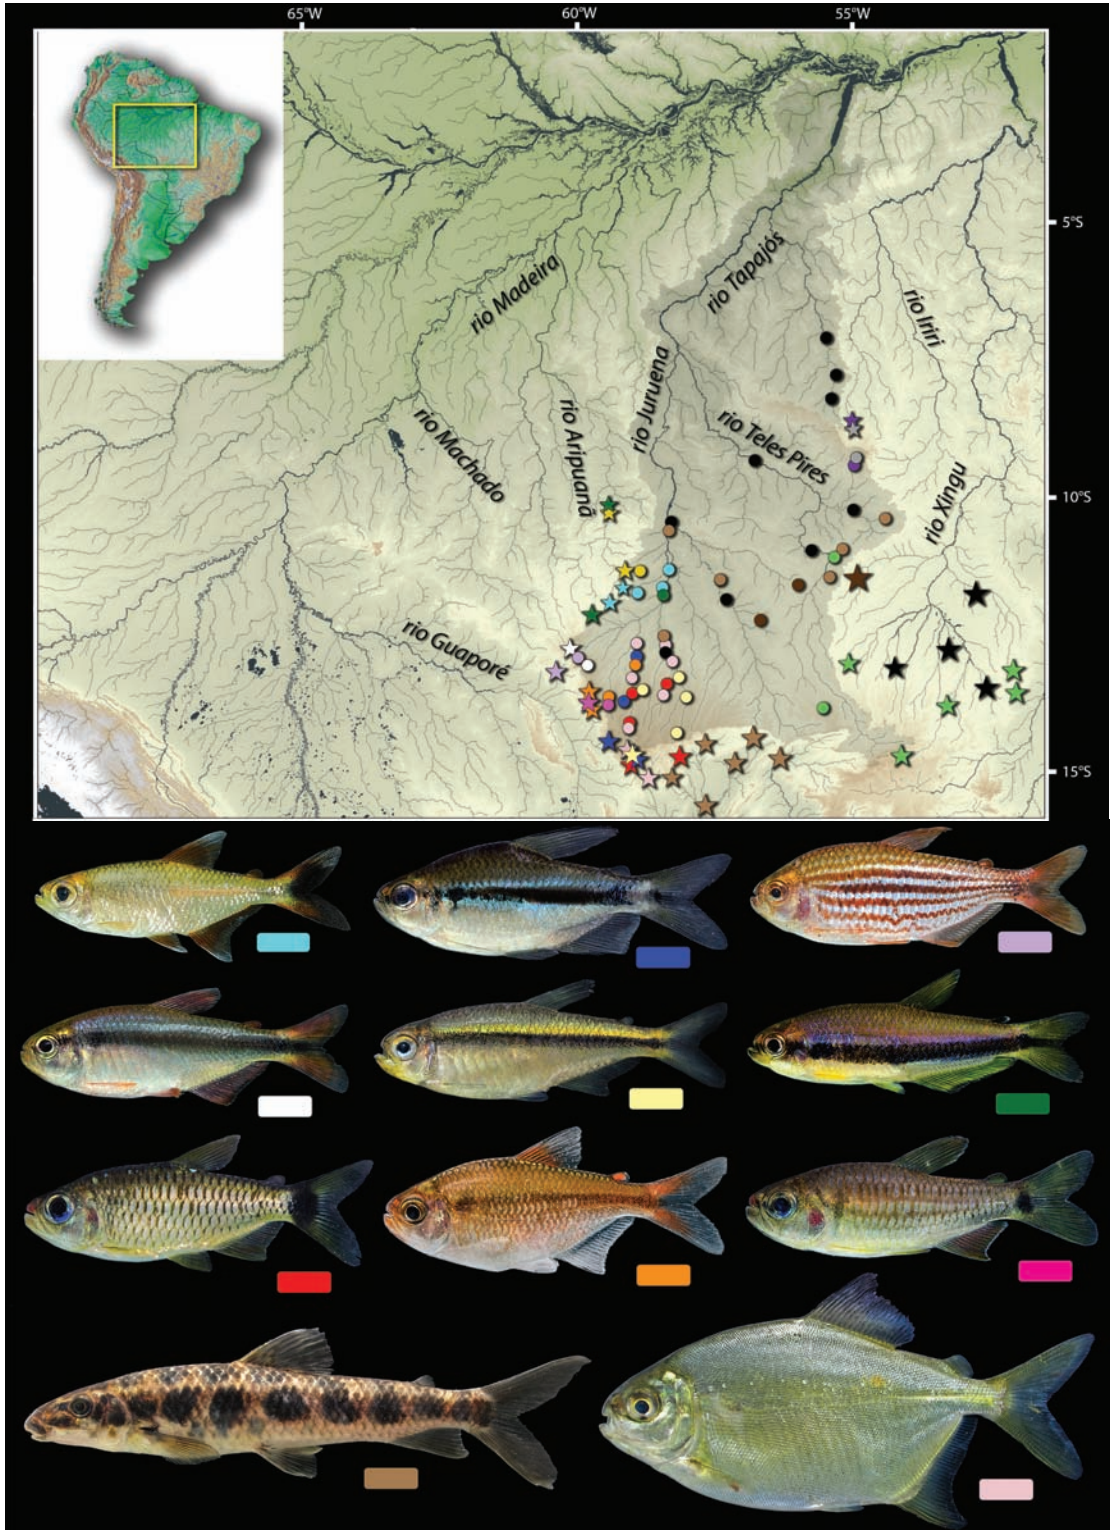 65°W
60°W
55°W
5°S
rio Madeira
rio Tapajós
rio Iriri
rio Juruena
rio Machado
rio Aripuanã
rio Teles Pires
rio Xingu
10°S
rio Guaporé
15°S